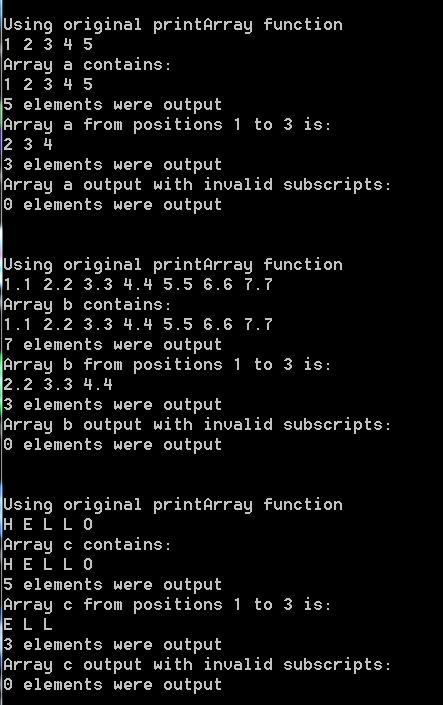 Using original printArray function
1 2 3 4 5
Array a contains:
1 2 3 4 5
5 elements were output
Array a from positions 1 to 3 is:
2 3 4
3 elements were output
Array a output with invalid subscripts:
0 elements were output
Using original printArray function
1.1 2.2 3.3 4.4 5.5 6.6 7.7
Array b contains:
1.1 2.2 3.3 4.4 5.5 6.6 7.7
7 elements were output
Array b from positions 1 to 3 is:
2.2 3.3 4.4
3 elements were output
Array b output with invalid subscripts:
0 elements were output
Using original printArray function
H E L L O
Array c contains:
H E L L O
5 elements were output
Array c from positions 1 to 3 is:
E L L
3 elements were output
Array c output with invalid subscripts:
0 elements were output